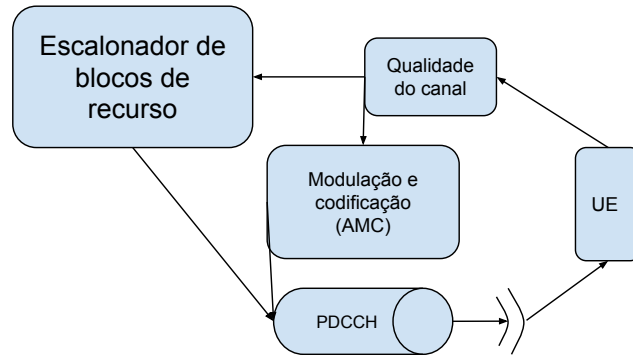 Escalonador de
blocos de
recurso
Qualidade
do canal
Modulação e
codificação
(AMC)
UE
PDCCH